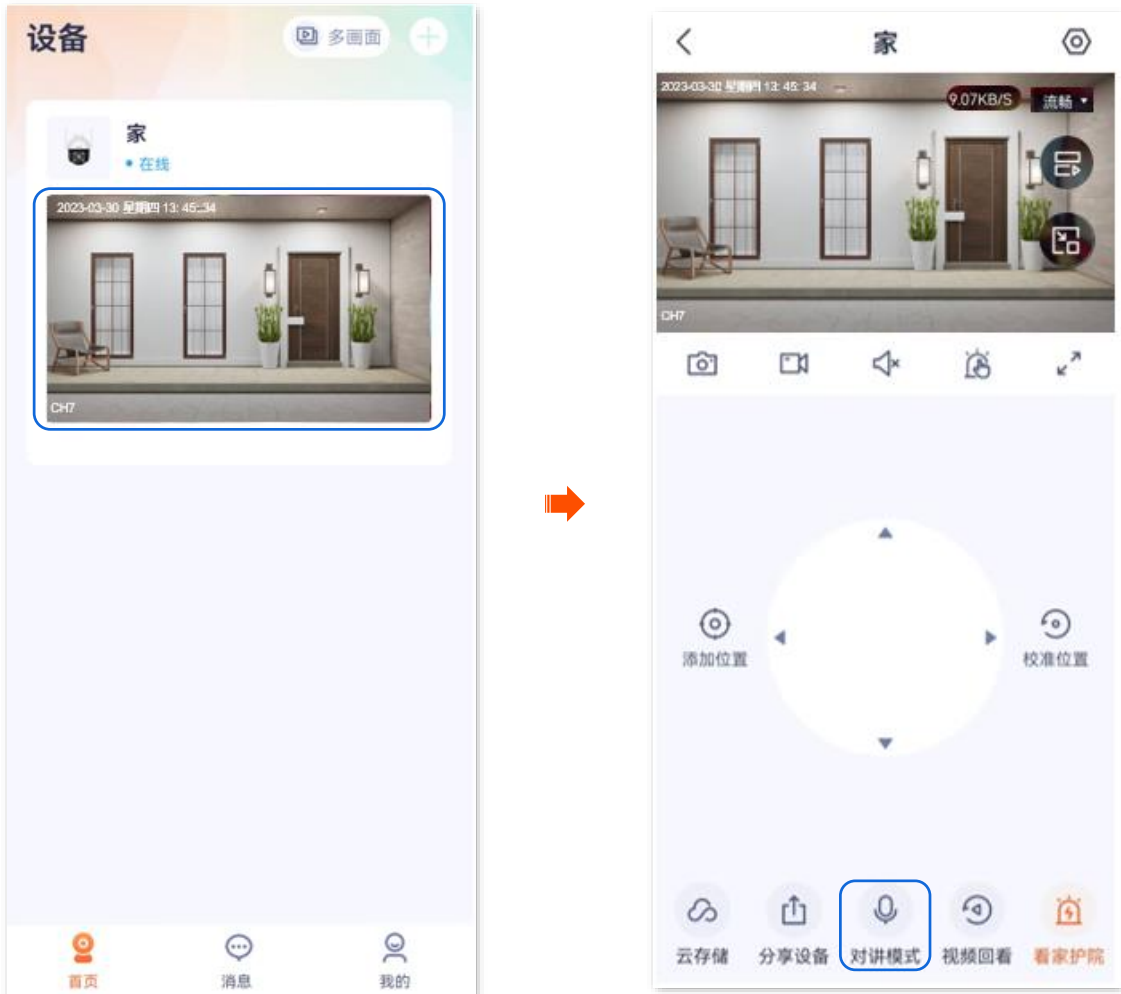 设备
多画面
家
在线
2023-03-30 星期四 13:45:34
CH7
首页
消息
我的
家
2023-03-30 星期四 13:45:34
9.07KB/S
流畅
CH7
添加位置
校准位置
云存储
分享设备
对讲模式
视频回看
看家护院